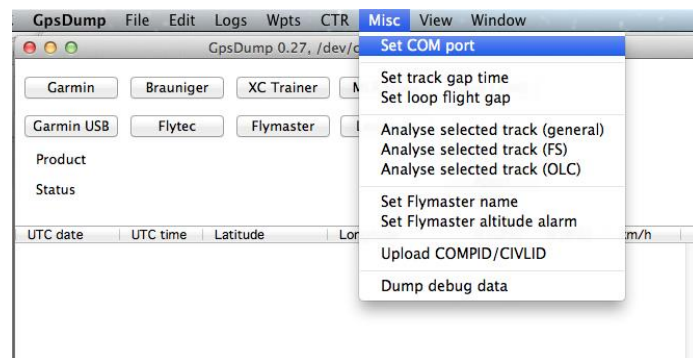 GpsDump File Edit Logs Wpts CTR Misc View Window
GpsDump 0.27, /dev/c
Set COM port
Garmin Brauniger XC Trainer
Set track gap time
Set loop flight gap
Garmin USB Flytec Flymaster
Analyse selected track (general)
Analyse selected track (FS)
Analyse selected track (OLC)
Product
Status
Set Flymaster name
Set Flymaster altitude alarm
UTC date UTC time Latitude Lon km/h
Upload COMPID/CIVLID
Dump debug data